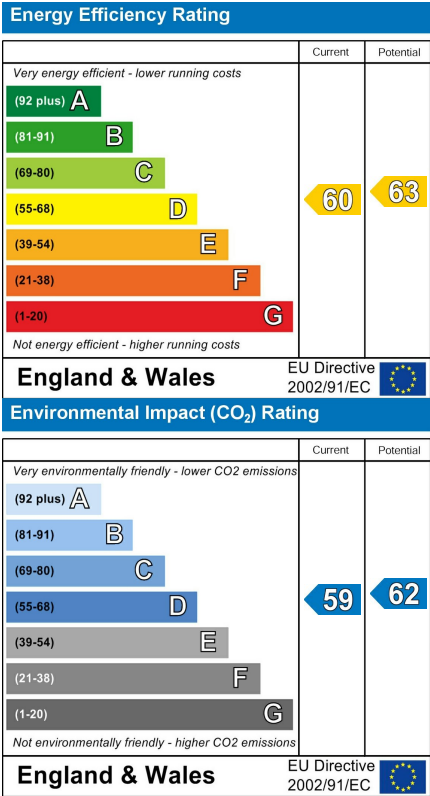 Energy Efficiency Rating
Current Potential
Very energy efficient - lower running costs
(92 plus) A
(81-91) B
(69-80) C
(55-68) D
60 63
(39-54) E
(21-38) F
(1-20) G
Not energy efficient - higher running costs
England & Wales
EU Directive
2002/91/EC
Environmental Impact (CO₂) Rating
Current Potential
Very environmentally friendly - lower CO2 emissions
(92 plus) A
(81-91) B
(69-80) C
(55-68) D
59 62
(39-54) E
(21-38) F
(1-20) G
Not environmentally friendly - higher CO2 emissions
England & Wales
EU Directive
2002/91/EC